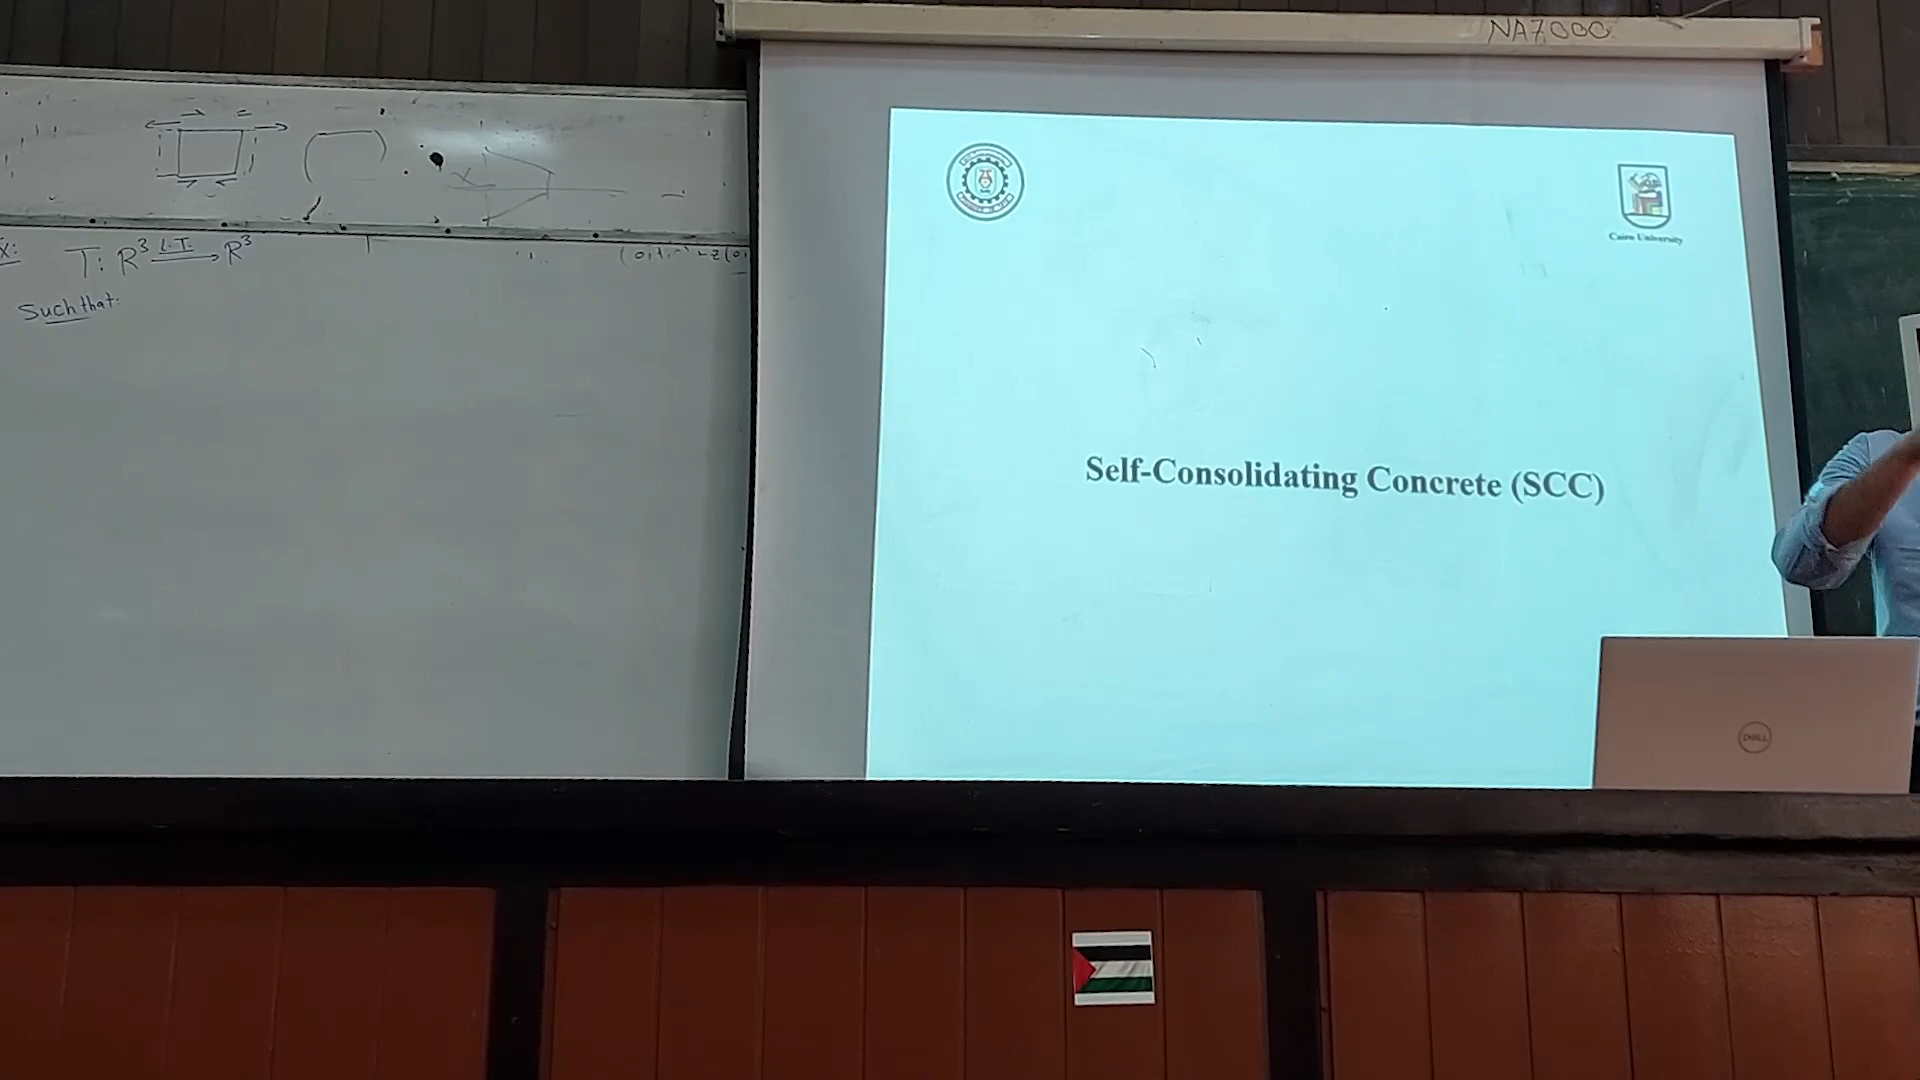 NA7000
X:
T: R³ L.T. → R³
Such that:
Cairo University
Self-Consolidating Concrete (SCC)
DELL